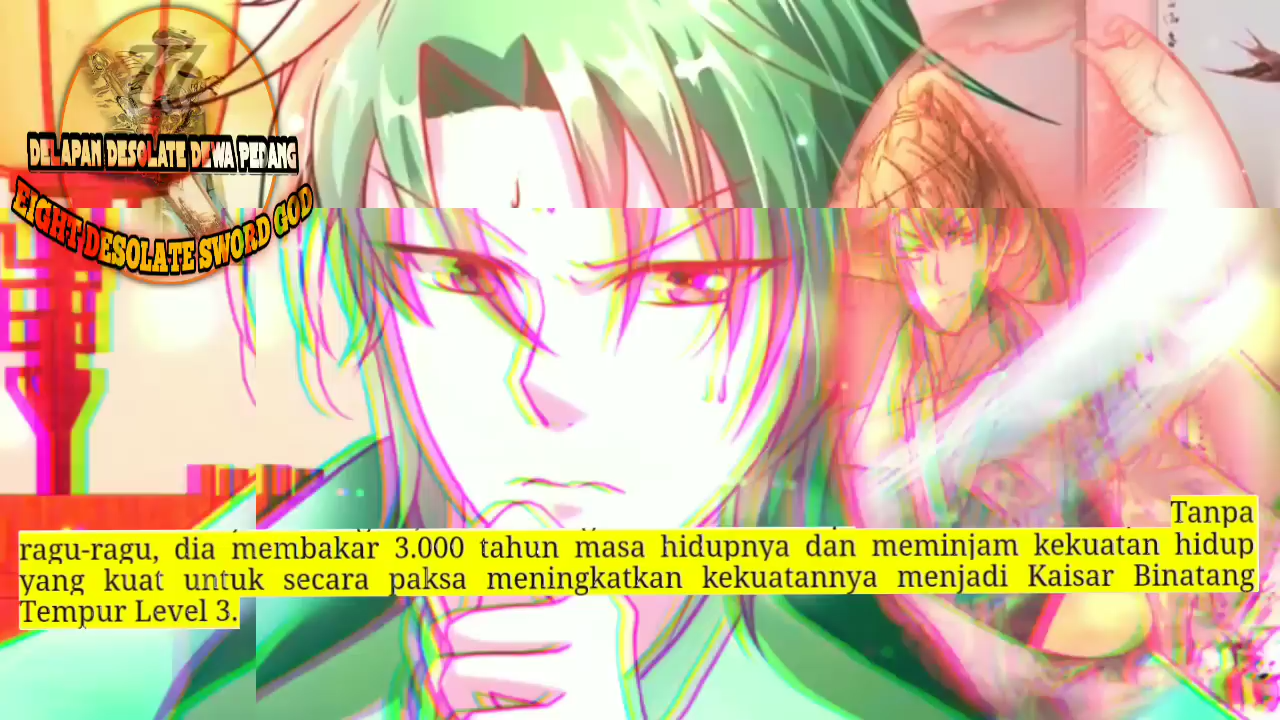 DELAPAN DESOLATE DEWA PEDANG
EIGHT DESOLATE SWORD GOD
Tanpa
ragu-ragu, dia membakar 3.000 tahun masa hidupnya dan meminjam kekuatan hidup
yang kuat untuk secara paksa meningkatkan kekuatannya menjadi Kaisar Binatang
Tempur Level 3.